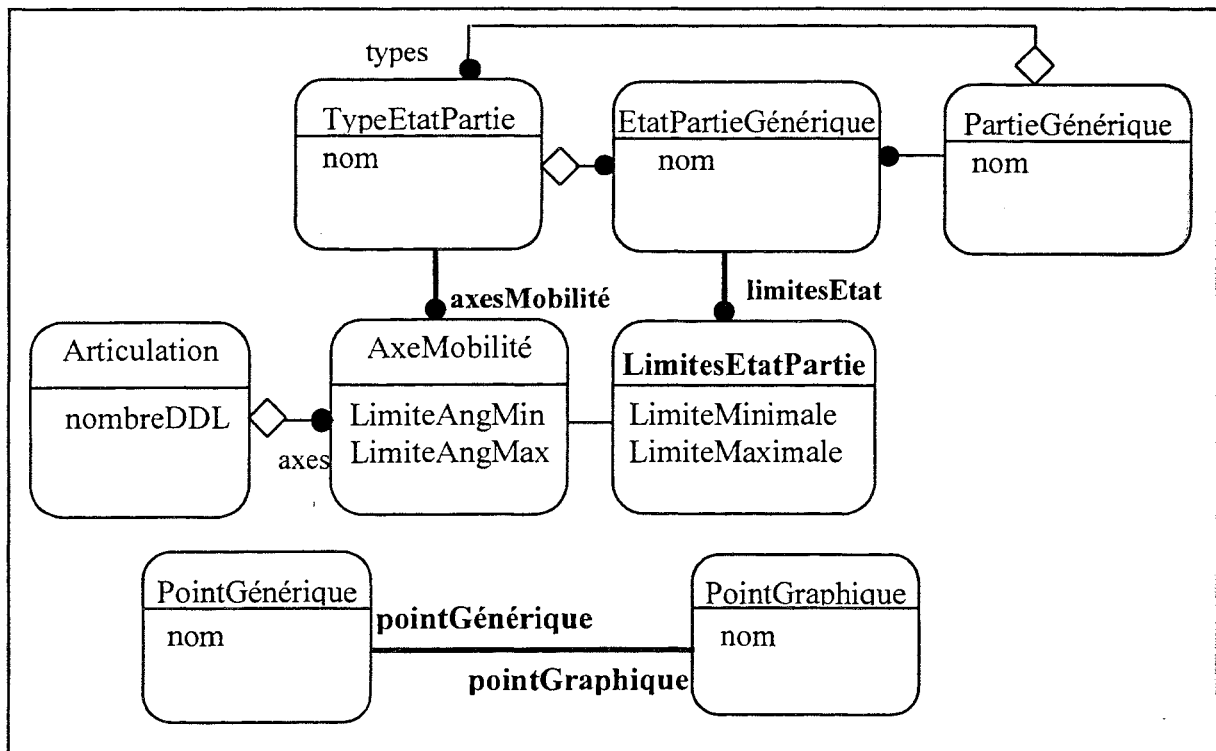 types
TypeEtatPartie
nom
EtatPartieGénérique
nom
PartieGénérique
nom
axesMobilité
limitesEtat
Articulation
nombreDDL
axes
AxeMobilité
LimiteAngMin
LimiteAngMax
LimitesEtatPartie
LimiteMinimale
LimiteMaximale
PointGénérique
nom
pointGénérique
pointGraphique
PointGraphique
nom